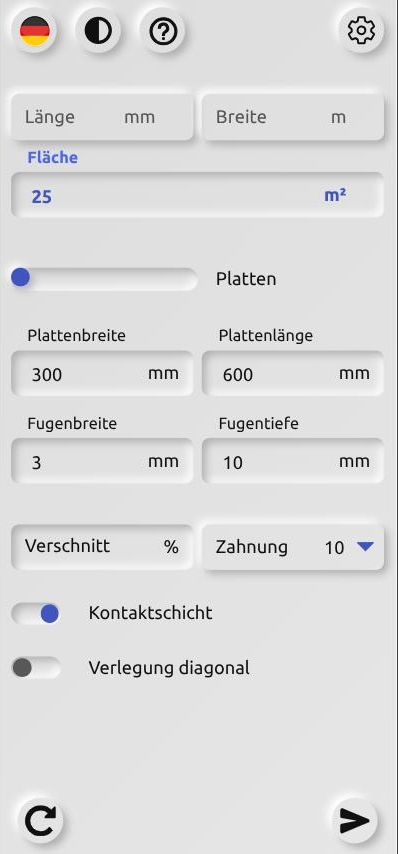 Länge mm Breite m
Fläche
25 m²
Platten
Plattenbreite Plattenlänge
300 mm 600 mm
Fugenbreite Fugentiefe
3 mm 10 mm
Verschnitt % Zahnung 10
Kontaktschicht
Verlegung diagonal